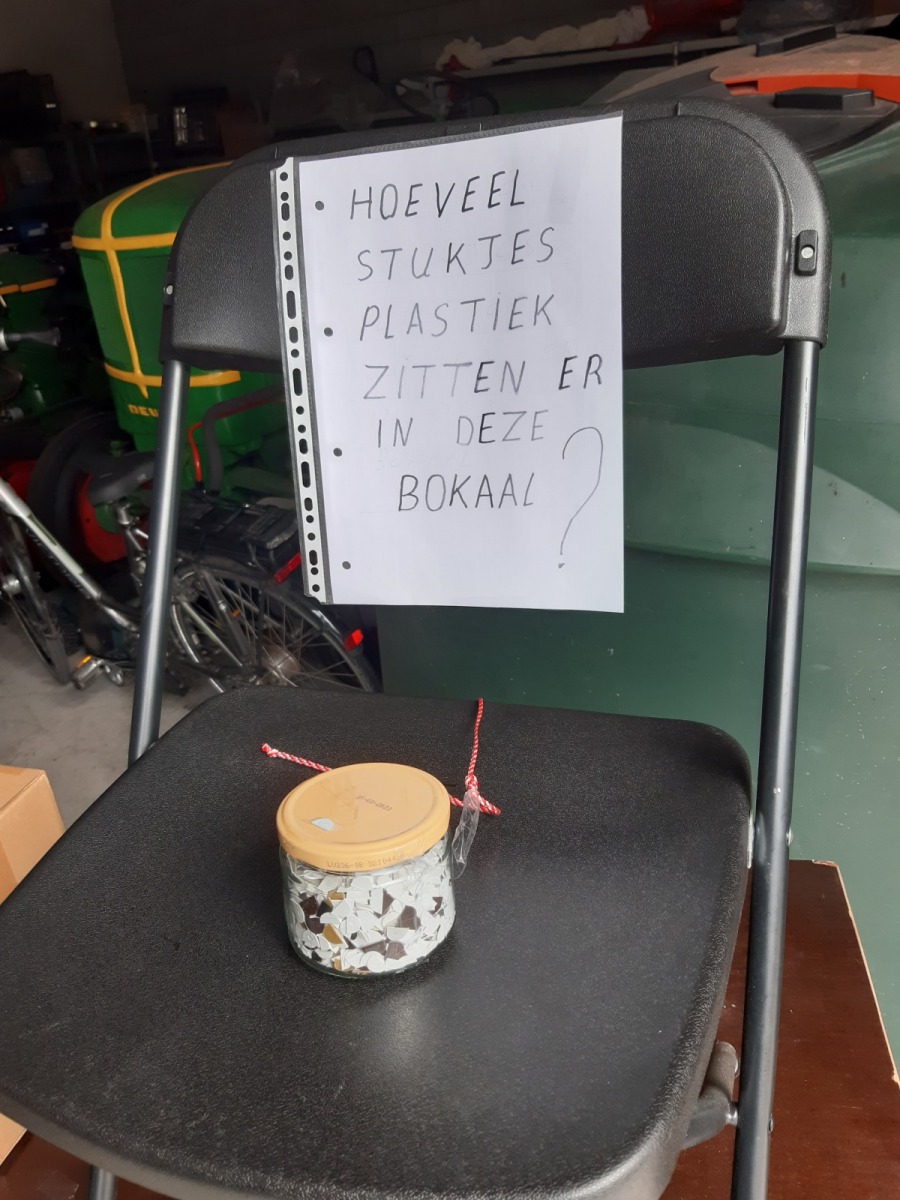 HOEVEEL
STUKJES
PLASTIEK
ZITTEN ER
IN DEZE
BOKAAL ?